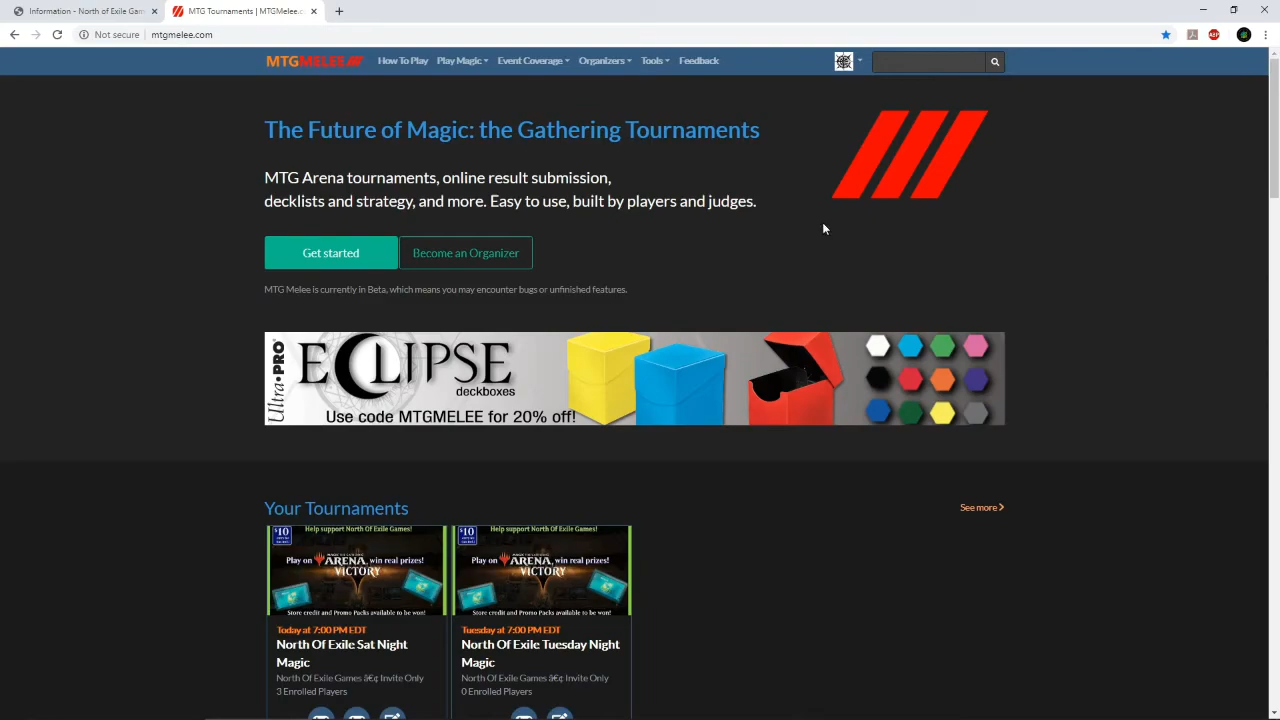 Information - North of Exile Gam
MTG Tournaments | MTGMelee.c
Not secure | mtgmelee.com
MTGMELEE How To Play Play Magic Event Coverage Organizers Tools Feedback
The Future of Magic: the Gathering Tournaments
MTG Arena tournaments, online result submission,
decklists and strategy, and more. Easy to use, built by players and judges.
Get started Become an Organizer
MTG Melee is currently in Beta, which means you may encounter bugs or unfinished features.
Ultra•PRO
ECLIPSE
deckboxes
Use code MTGMELEE for 20% off!
Your Tournaments See more
$10
Help support North Of Exile Games!
Play on ARENA, win real prizes!
VICTORY
Store credit and Promo Packs available to be won!
Today at 7:00 PM EDT
North Of Exile Sat Night
Magic
North Of Exile Games â€¢ Invite Only
3 Enrolled Players
$10
Help support North Of Exile Games!
Play on ARENA, win real prizes!
VICTORY
Store credit and Promo Packs available to be won!
Tuesday at 7:00 PM EDT
North Of Exile Tuesday Night
Magic
North Of Exile Games â€¢ Invite Only
0 Enrolled Players